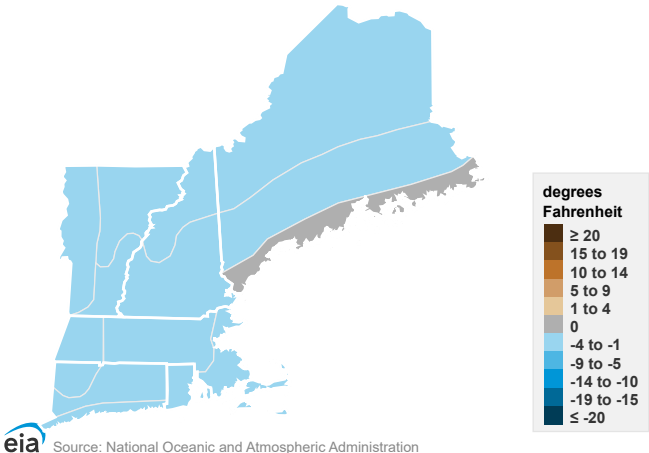 degrees
Fahrenheit
≥ 20
15 to 19
10 to 14
5 to 9
1 to 4
0
-4 to -1
-9 to -5
-14 to -10
-19 to -15
≤ -20
eia
Source: National Oceanic and Atmospheric Administration